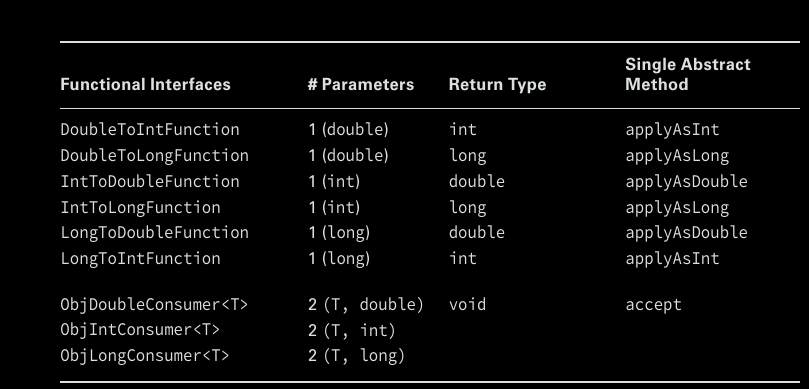 Functional Interfaces # Parameters Return Type Single Abstract Method
DoubleToIntFunction 1 (double) int applyAsInt
DoubleToLongFunction 1 (double) long applyAsLong
IntToDoubleFunction 1 (int) double applyAsDouble
IntToLongFunction 1 (int) long applyAsLong
LongToDoubleFunction 1 (long) double applyAsDouble
LongToIntFunction 1 (long) int applyAsInt
ObjDoubleConsumer<T> 2 (T, double) void accept
ObjIntConsumer<T> 2 (T, int)
ObjLongConsumer<T> 2 (T, long)